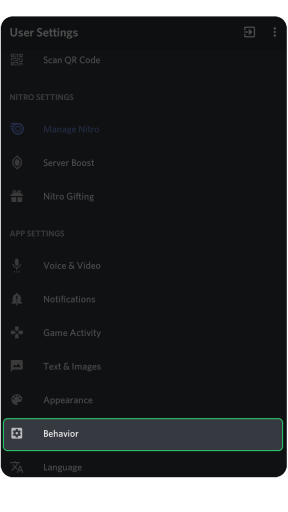 User Settings
Scan QR Code
NITRO SETTINGS
Manage Nitro
Server Boost
Nitro Gifting
APP SETTINGS
Voice & Video
Notifications
Game Activity
Text & Images
Appearance
Behavior
Language